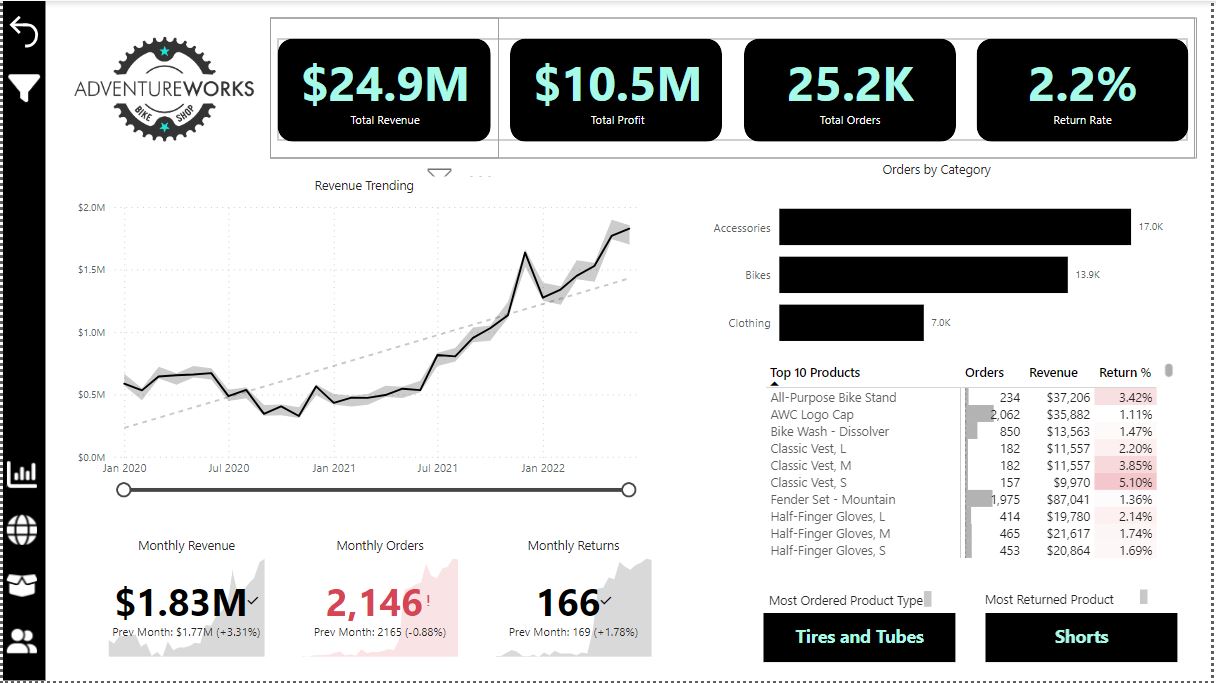 ADVENTUREWORKS
BIKE SHOP
$24.9M
Total Revenue
$10.5M
Total Profit
25.2K
Total Orders
2.2%
Return Rate
Revenue Trending
$2.0M
$1.5M
$1.0M
$0.5M
$0.0M
Jan 2020 Jul 2020 Jan 2021 Jul 2021 Jan 2022
Orders by Category
Accessories 17.0K
Bikes 13.9K
Clothing 7.0K
Top 10 Products Orders Revenue Return %
All-Purpose Bike Stand 234 $37,206 3.42%
AWC Logo Cap 2,062 $35,882 1.11%
Bike Wash - Dissolver 850 $13,563 1.47%
Classic Vest, L 182 $11,557 2.20%
Classic Vest, M 182 $11,557 3.85%
Classic Vest, S 157 $9,970 5.10%
Fender Set - Mountain 1,975 $87,041 1.36%
Half-Finger Gloves, L 414 $19,780 2.14%
Half-Finger Gloves, M 465 $21,617 1.74%
Half-Finger Gloves, S 453 $20,864 1.69%
Monthly Revenue
$1.83M
Prev Month: $1.77M (+3.31%)
Monthly Orders
2,146!
Prev Month: 2165 (-0.88%)
Monthly Returns
166
Prev Month: 169 (+1.78%)
Most Ordered Product Type
Tires and Tubes
Most Returned Product
Shorts